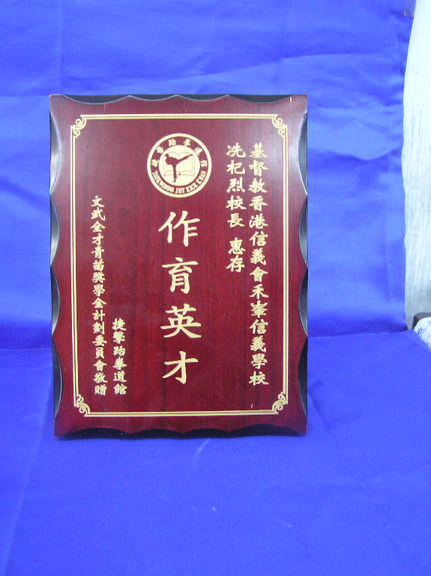 基督教香港信義會禾輋信義學校
冼杞烈校長 惠存
作育英才
捷擊跆拳道館
文武全才青苗獎學金計劃委員會敬贈